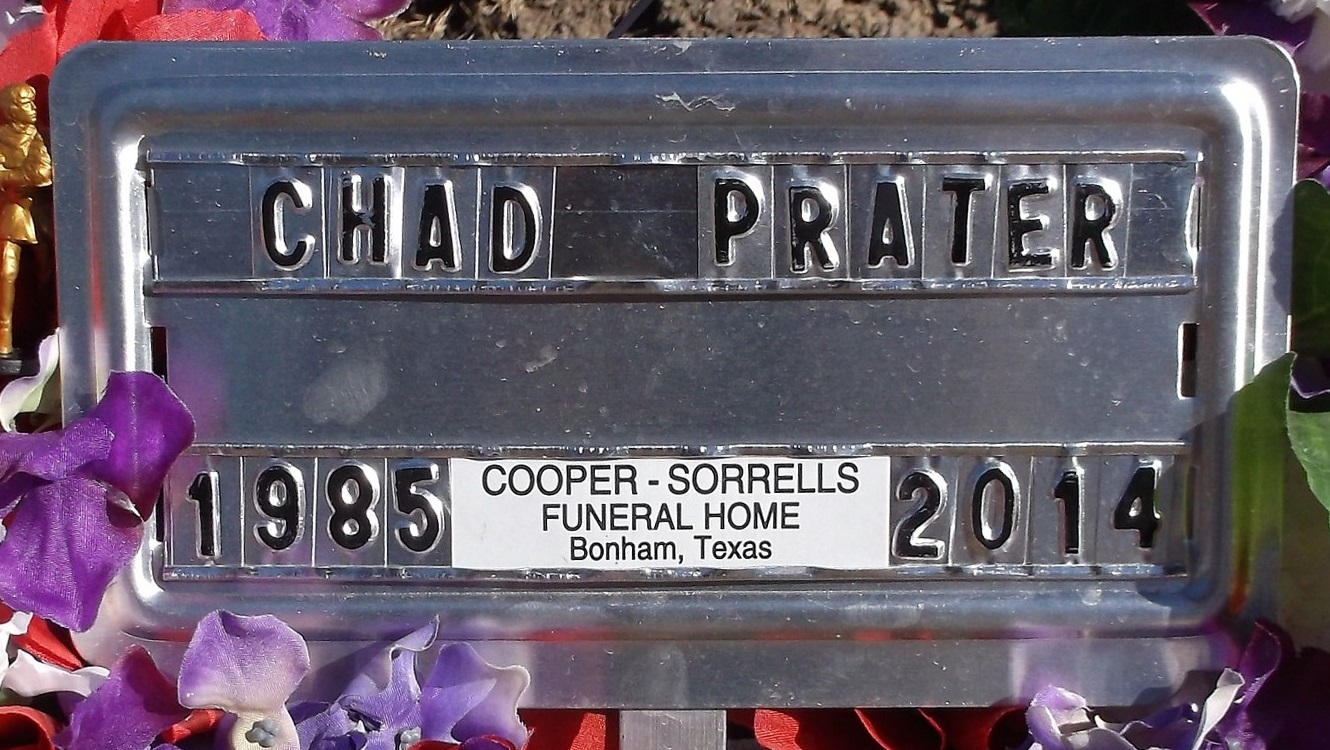 CHAD PRATER
1985 2014
COOPER - SORRELLS
FUNERAL HOME
Bonham, Texas